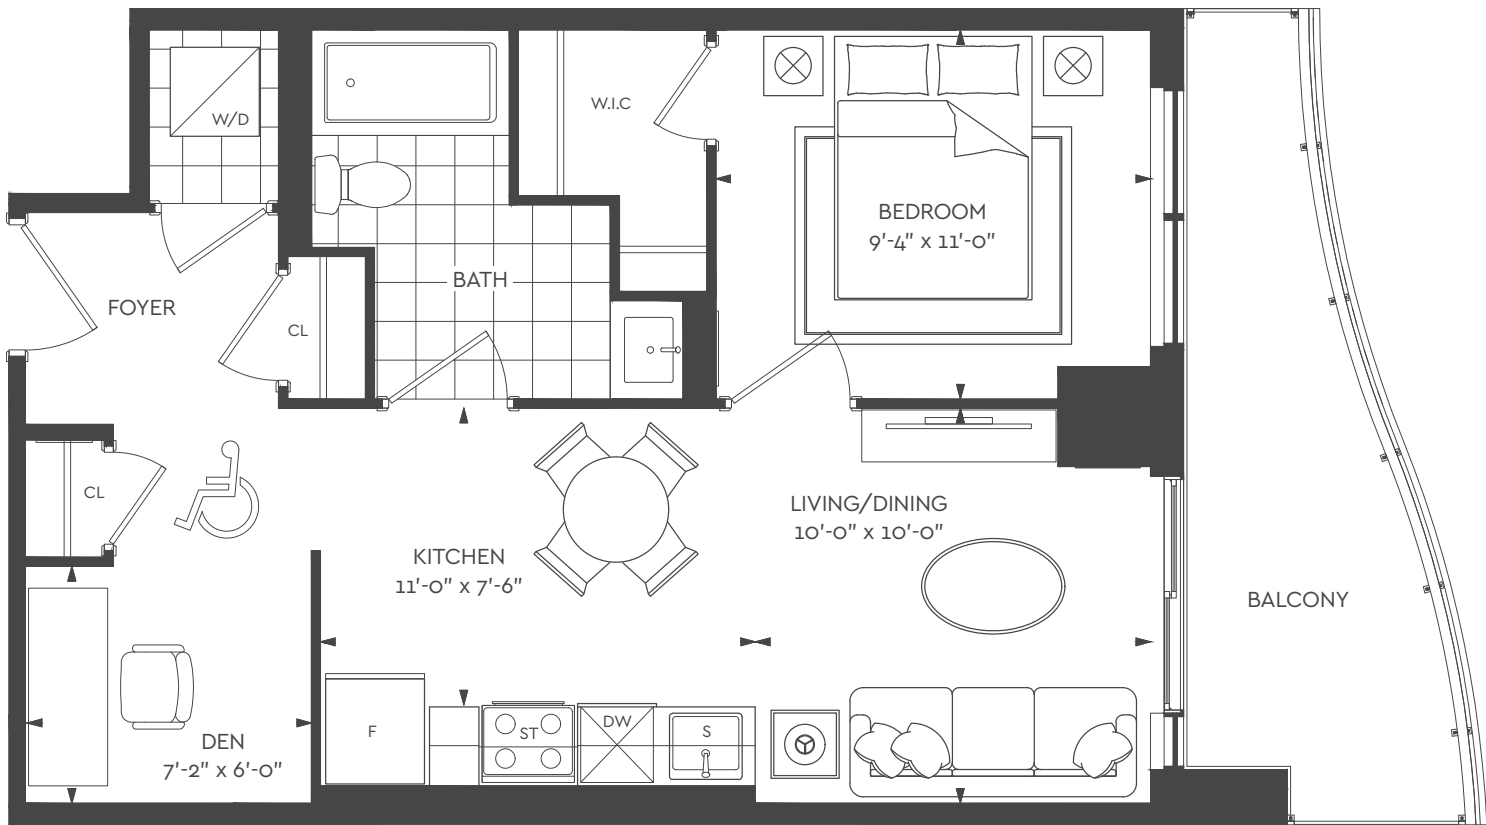 W/D
W.I.C
BEDROOM
9'-4" x 11'-0"
BATH
FOYER
CL
CL
LIVING/DINING
10'-0" x 10'-0"
KITCHEN
11'-0" x 7'-6"
BALCONY
DEN
7'-2" x 6'-0"
F
ST
DW
S